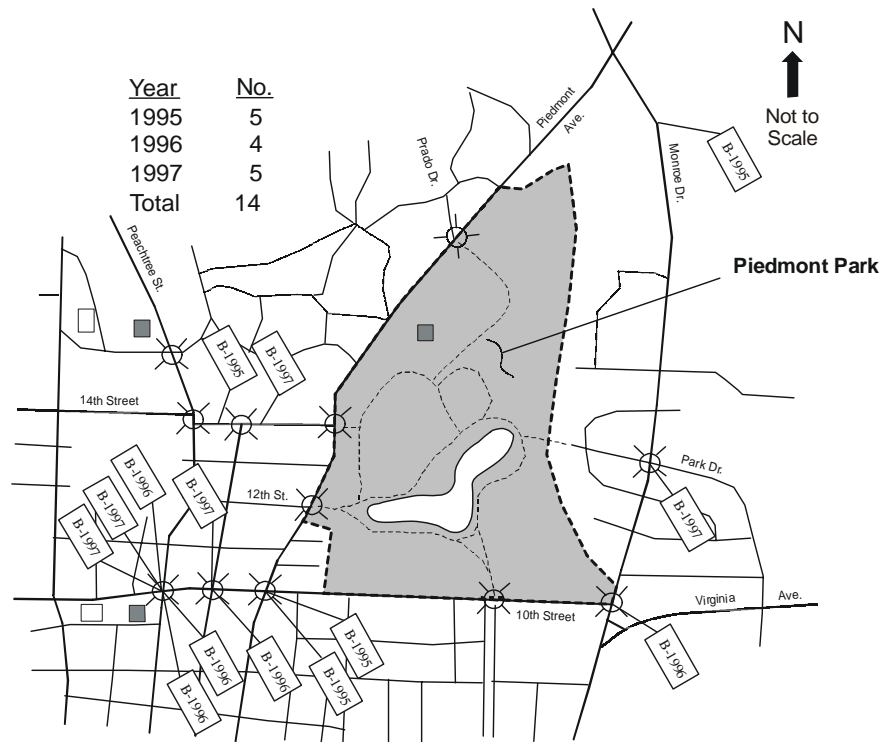 N
Not to
Scale
Year No.
1995 5
1996 4
1997 5
Total 14
Piedmont
Ave.
Prado Dr.
Monroe Dr.
B-1995
Peachtree St.
Piedmont Park
B-1995
B-1997
14th Street
B-1996
B-1997
B-1997
B-1997
12th St.
Park Dr.
B-1997
10th Street
Virginia Ave.
B-1995
B-1996
B-1996
B-1996
B-1995
B-1996